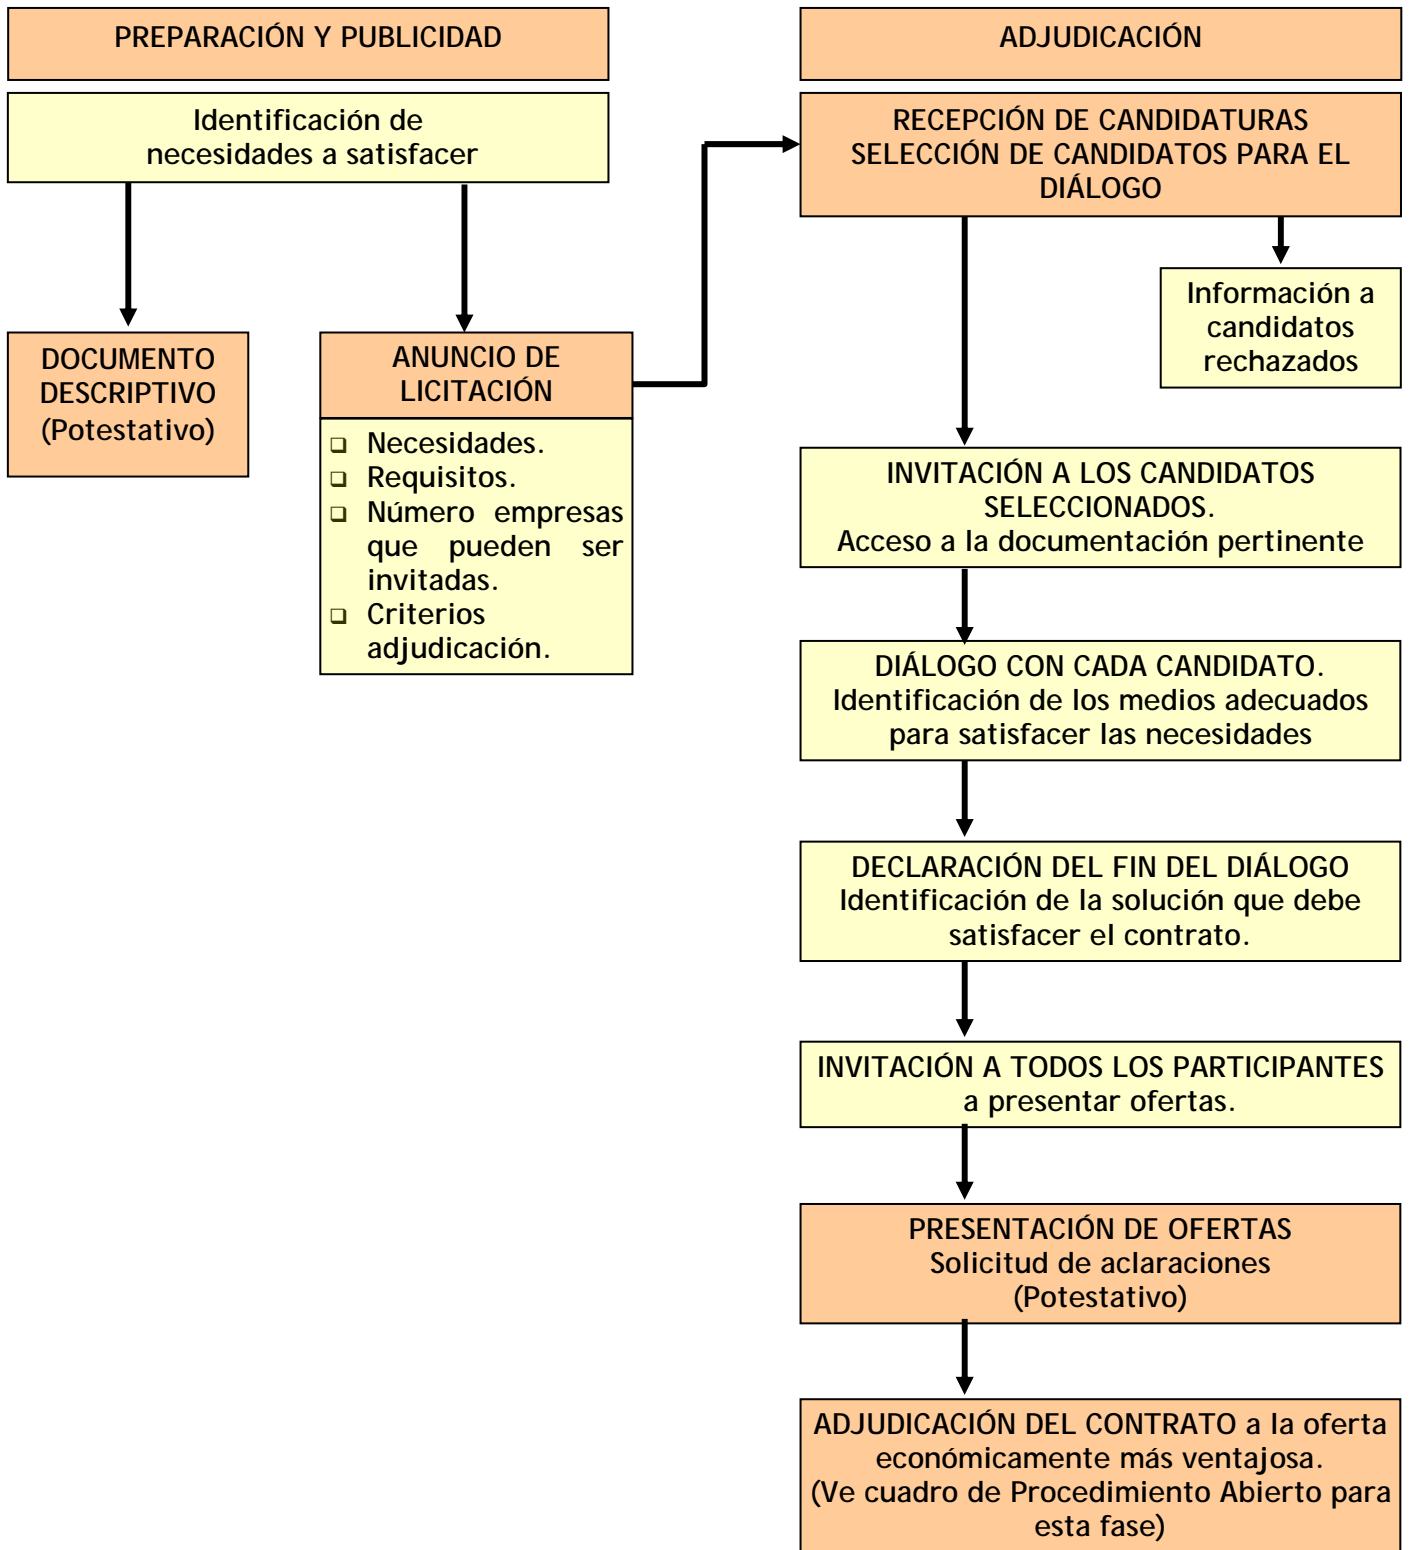 PREPARACIÓN Y PUBLICIDAD
Identificación de
necesidades a satisfacer
DOCUMENTO
DESCRIPTIVO
(Potestativo)
ANUNCIO DE
LICITACIÓN
❑ Necesidades.
❑ Requisitos.
❑ Número empresas
que pueden ser
invitadas.
❑ Criterios
adjudicación.
ADJUDICACIÓN
RECEPCIÓN DE CANDIDATURAS
SELECCIÓN DE CANDIDATOS PARA EL
DIÁLOGO
Información a
candidatos
rechazados
INVITACIÓN A LOS CANDIDATOS
SELECCIONADOS.
Acceso a la documentación pertinente
DIÁLOGO CON CADA CANDIDATO.
Identificación de los medios adecuados
para satisfacer las necesidades
DECLARACIÓN DEL FIN DEL DIÁLOGO
Identificación de la solución que debe
satisfacer el contrato.
INVITACIÓN A TODOS LOS PARTICIPANTES
a presentar ofertas.
PRESENTACIÓN DE OFERTAS
Solicitud de aclaraciones
(Potestativo)
ADJUDICACIÓN DEL CONTRATO a la oferta
económicamente más ventajosa.
(Ve cuadro de Procedimiento Abierto para
esta fase)